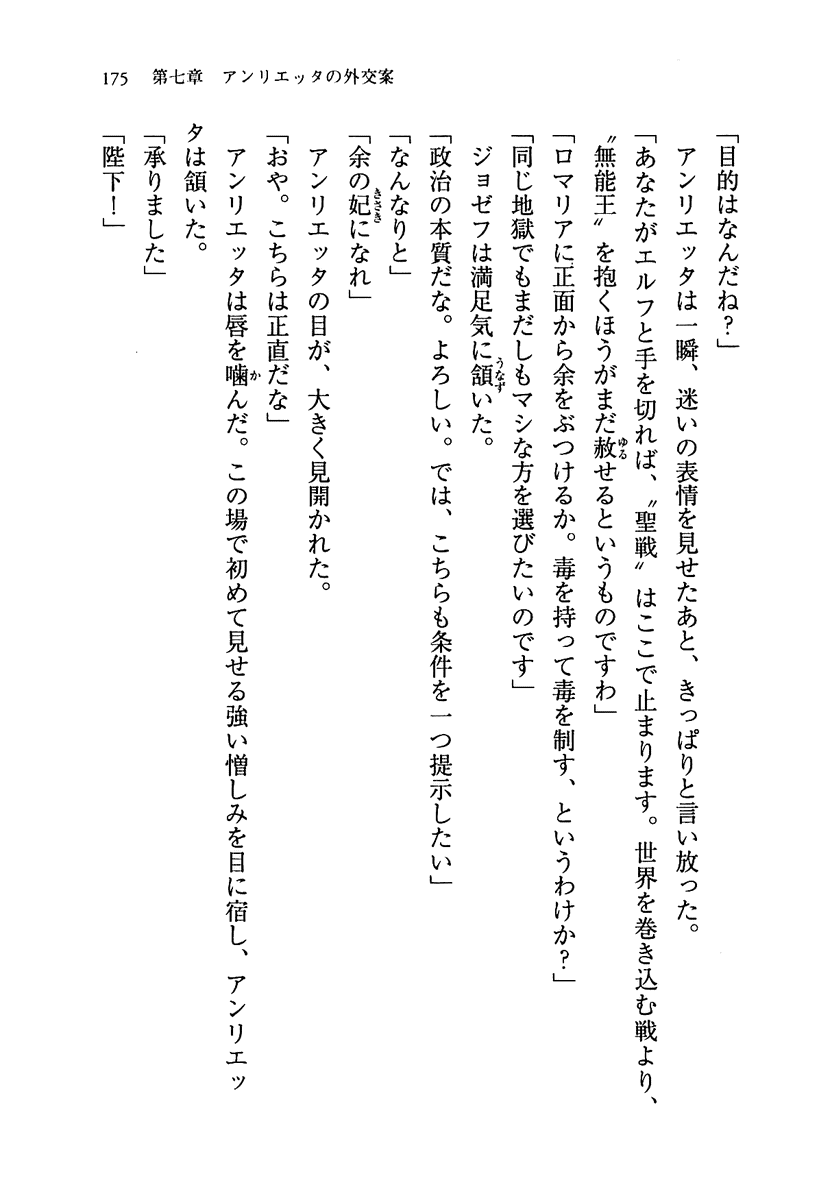 175　第七章　アンリエッタの外交案
「目的はなんだね？」
　アンリエッタは一瞬、迷いの表情を見せたあと、きっぱりと言い放った。
「あなたがエルフと手を切れば、〝聖戦〟はここで止まります。世界を巻き込む戦より、
〝無能王〟を抱くほうがまだ赦せるというものですわ」
「ロマリアに正面から余をぶつけるか。毒を持って毒を制す、というわけか？」
「同じ地獄でもまだしもマシな方を選びたいのです」
　ジョゼフは満足気に頷いた。
「政治の本質だな。よろしい。では、こちらも条件を一つ提示したい」
「なんなりと」
「余の妃になれ」
　アンリエッタの目が、大きく見開かれた。
「おや。こちらは正直だな」
　アンリエッタは唇を噛んだ。この場で初めて見せる強い憎しみを目に宿し、アンリエッ
タは頷いた。
「承りました」
「陛下！」